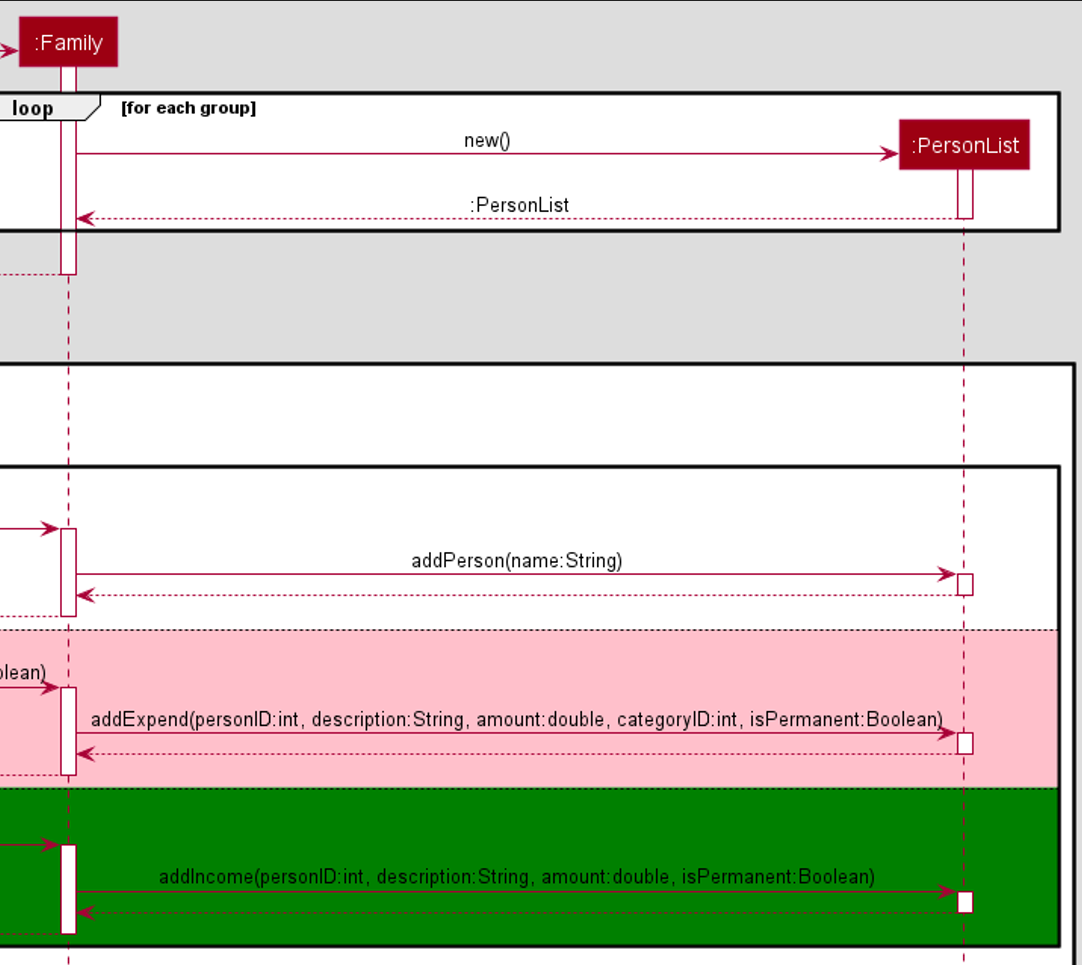 :Family
loop [for each group]
new()
:PersonList
:PersonList
addPerson(name:String)
olean)
addExpend(personID:int, description:String, amount:double, categoryID:int, isPermanent:Boolean)
addIncome(personID:int, description:String, amount:double, isPermanent:Boolean)